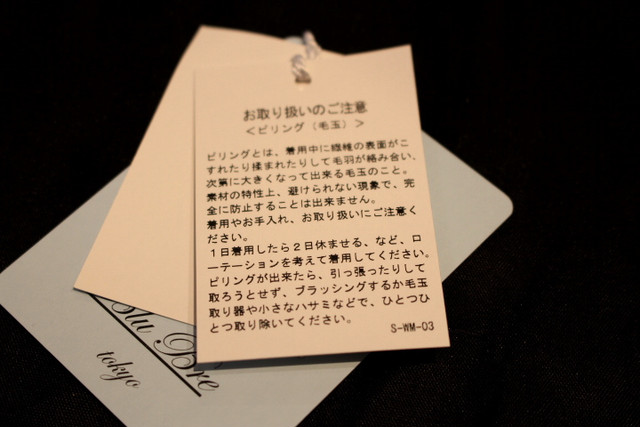 お取り扱いのご注意
＜ピリング（毛玉）＞
ピリングとは、着用中に繊維の表面がこ
すれたり揉まれたりして毛羽が絡み合い、
次第に大きくなって出来る毛玉のこと。
素材の特性上、避けられない現象で、完
全に防止することは出来ません。
着用やお手入れ、お取り扱いにご注意く
ださい。
１日着用したら２日休ませる、など、ロ
ーテーションを考えて着用してください。
ピリングが出来たら、引っ張ったりして
取ろうとせず、ブラッシングするか毛玉
取り器や小さなハサミなどで、ひとつひ
とつ取り除いてください。
S-WM-03
Bre
tokyo